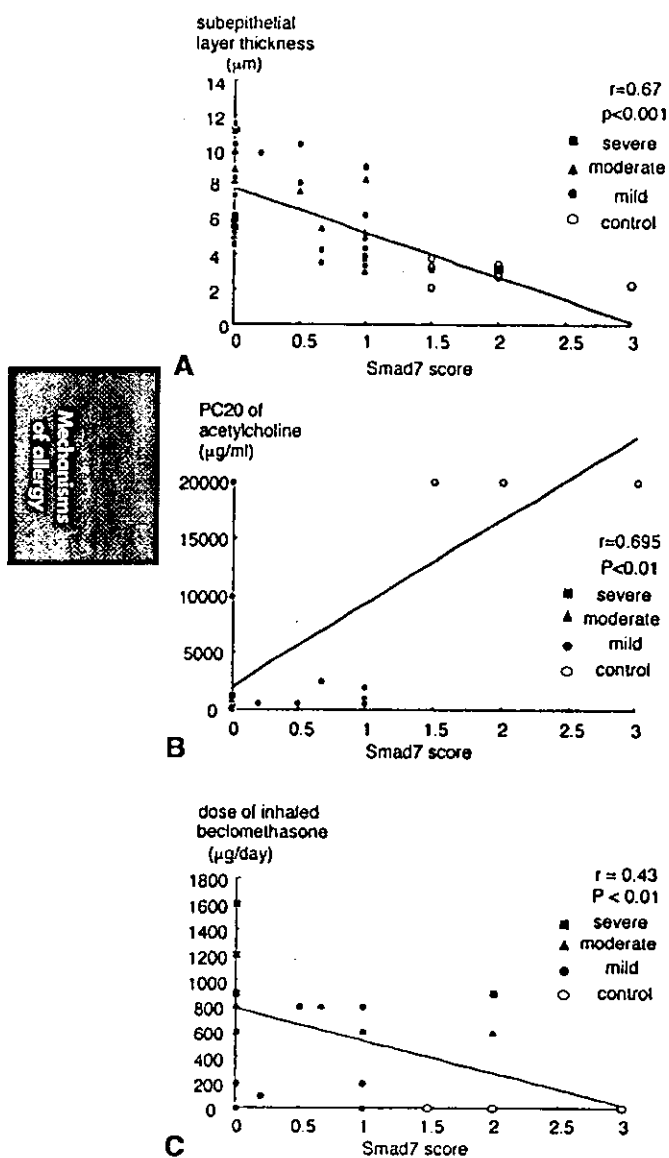 subepithelial
layer thickness
(μm)
14
12
10
8
6
4
2
0
0 0.5 1 1.5 2 2.5 3
Smad7 score
r=0.67
p<0.001
severe
moderate
mild
control
A
Mechanisms
of allergy
PC20 of
acetylcholine
(μg/ml)
20000
15000
10000
5000
0
0 0.5 1 1.5 2 2.5 3
Smad7 score
r=0.695
P<0.01
severe
moderate
mild
control
B
dose of inhaled
beclomethasone
(μg/day)
1800
1600
1400
1200
1000
800
600
400
200
0
0 0.5 1 1.5 2 2.5 3
Smad7 score
r = 0.43
P < 0.01
severe
moderate
mild
control
C